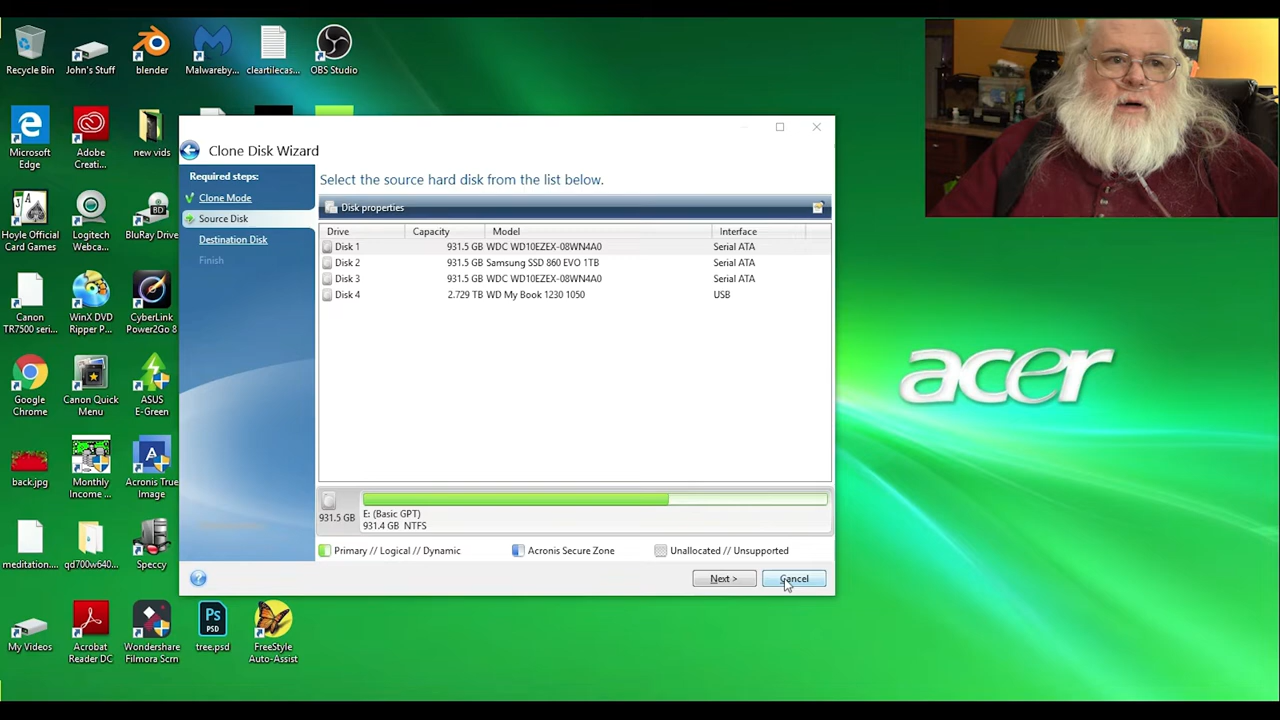 Recycle Bin
John's Stuff
blender
Malwareby...
cleartilecas...
OBS Studio
Microsoft
Edge
Adobe
Creati...
new vids
Hoyle Official
Card Games
Logitech
Webca...
BD
BluRay Drive
Canon
TR7500 seri...
WinX DVD
Ripper P...
CyberLink
Power2Go 8
Google
Chrome
Canon Quick
Menu
ASUS
E-Green
back.jpg
Monthly
Income ...
A
Acronis True
Image
meditation....
qd700w640...
Speccy
My Videos
Acrobat
Reader DC
Wondershare
Filmora Scrn
Ps
PSD
tree.psd
FreeStyle
Auto-Assist
Clone Disk Wizard
Required steps:
Clone Mode
Source Disk
Destination Disk
Finish
Select the source hard disk from the list below.
Disk properties
Drive Capacity Model Interface
Disk 1 931.5 GB WDC WD10EZEX-08WN4A0 Serial ATA
Disk 2 931.5 GB Samsung SSD 860 EVO 1TB Serial ATA
Disk 3 931.5 GB WDC WD10EZEX-08WN4A0 Serial ATA
Disk 4 2.729 TB WD My Book 1230 1050 USB
931.5 GB
E: (Basic GPT)
931.4 GB NTFS
Primary // Logical // Dynamic
Acronis Secure Zone
Unallocated // Unsupported
?
Next >
Cancel
acer